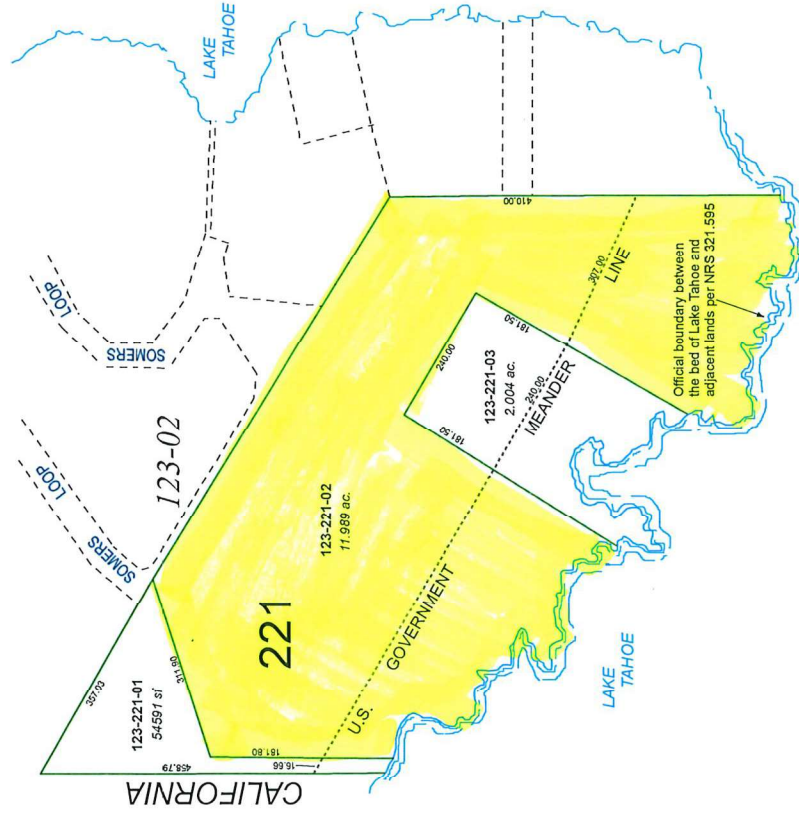 LAKE
TAHOE
LOOP
SOMERS
LOOP
SOMERS
123-02
357.93
123-221-01
54591 sf
311.90
458.79
181.80
16.66
CALIFORNIA
221
123-221-02
11.989 ac.
240.00
181.50
181.50
123-221-03
2.004 ac.
410.00
U.S.
GOVERNMENT
240.00
MEANDER
307.00
LINE
Official boundary between
the bed of Lake Tahoe and
adjacent lands per NRS 321.595
LAKE
TAHOE